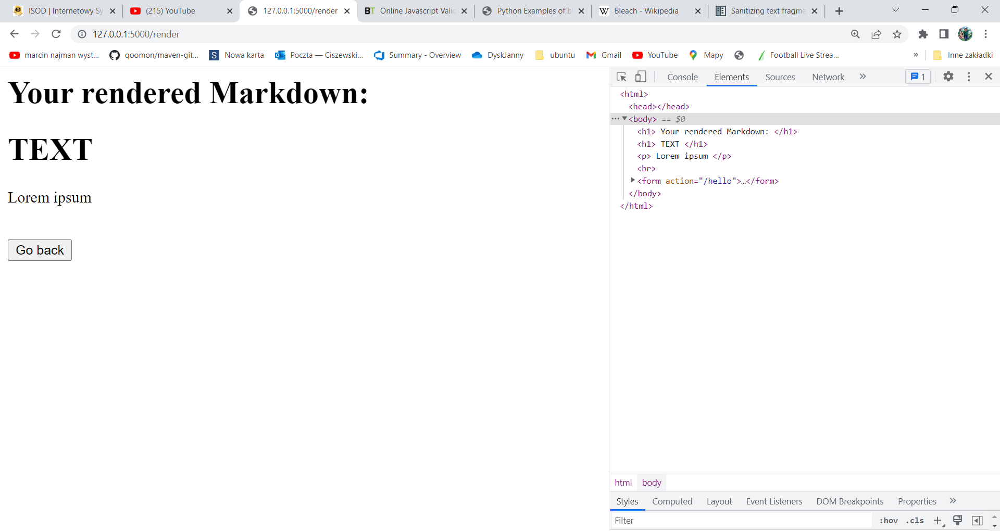 ISOD | Internetowy Sy
(215) YouTube
127.0.0.1:5000/render
BT Online Javascript Valid
Python Examples of b
W Bleach - Wikipedia
Sanitizing text fragme
127.0.0.1:5000/render
marcin najman wyst...
qoomon/maven-git...
S Nowa karta
Poczta — Ciszewski...
Summary - Overview
DyskJanny
ubuntu
Gmail
YouTube
Mapy
Football Live Strea...
»
Inne zakładki
Your rendered Markdown:
TEXT
Lorem ipsum
Go back
Console Elements Sources Network » 1
<html>
<head></head>
··· ▼<body> == $0
<h1> Your rendered Markdown: </h1>
<h1> TEXT </h1>
<p> Lorem ipsum </p>
<br>
▶<form action="/hello">…</form>
</body>
</html>
html body
Styles Computed Layout Event Listeners DOM Breakpoints Properties »
Filter :hov .cls +